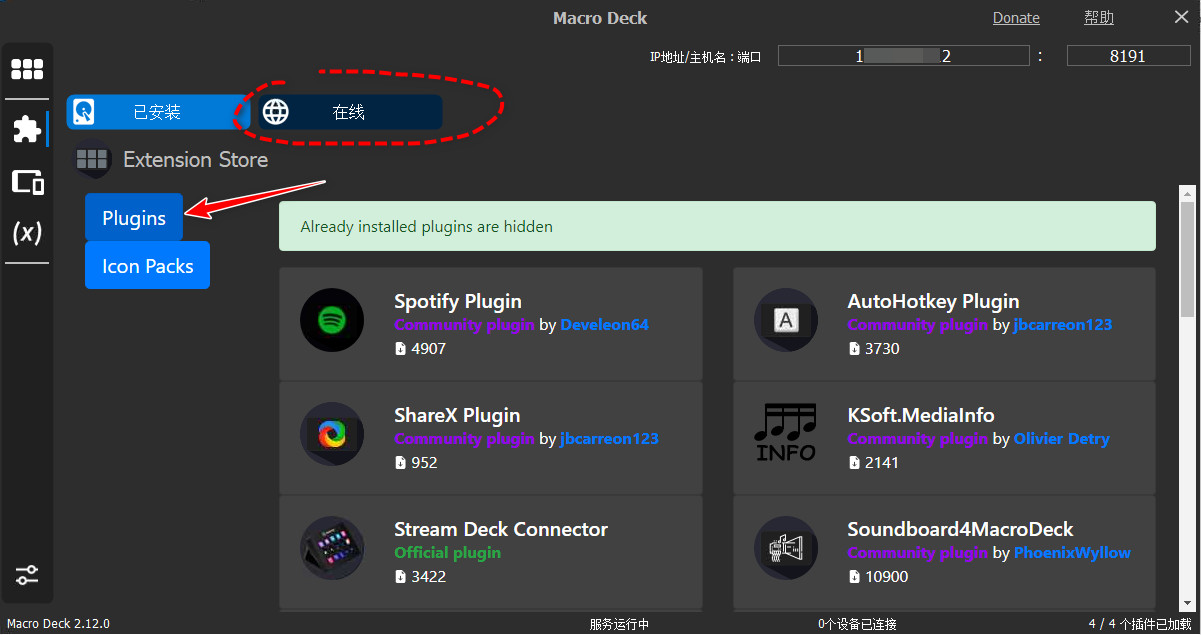 Macro Deck
Donate
帮助
IP地址/主机名：端口
1 2 : 8191
已安装
在线
Extension Store
Plugins
Icon Packs
Already installed plugins are hidden
Spotify Plugin
Community plugin by Develeon64
4907
AutoHotkey Plugin
Community plugin by jbcarreon123
3730
ShareX Plugin
Community plugin by jbcarreon123
952
KSoft.MediaInfo
Community plugin by Olivier Detry
2141
INFO
Stream Deck Connector
Official plugin
3422
Soundboard4MacroDeck
Community plugin by PhoenixWyllow
10900
(x)
A
Macro Deck 2.12.0
服务运行中
0个设备已连接
4 / 4 个插件已加载